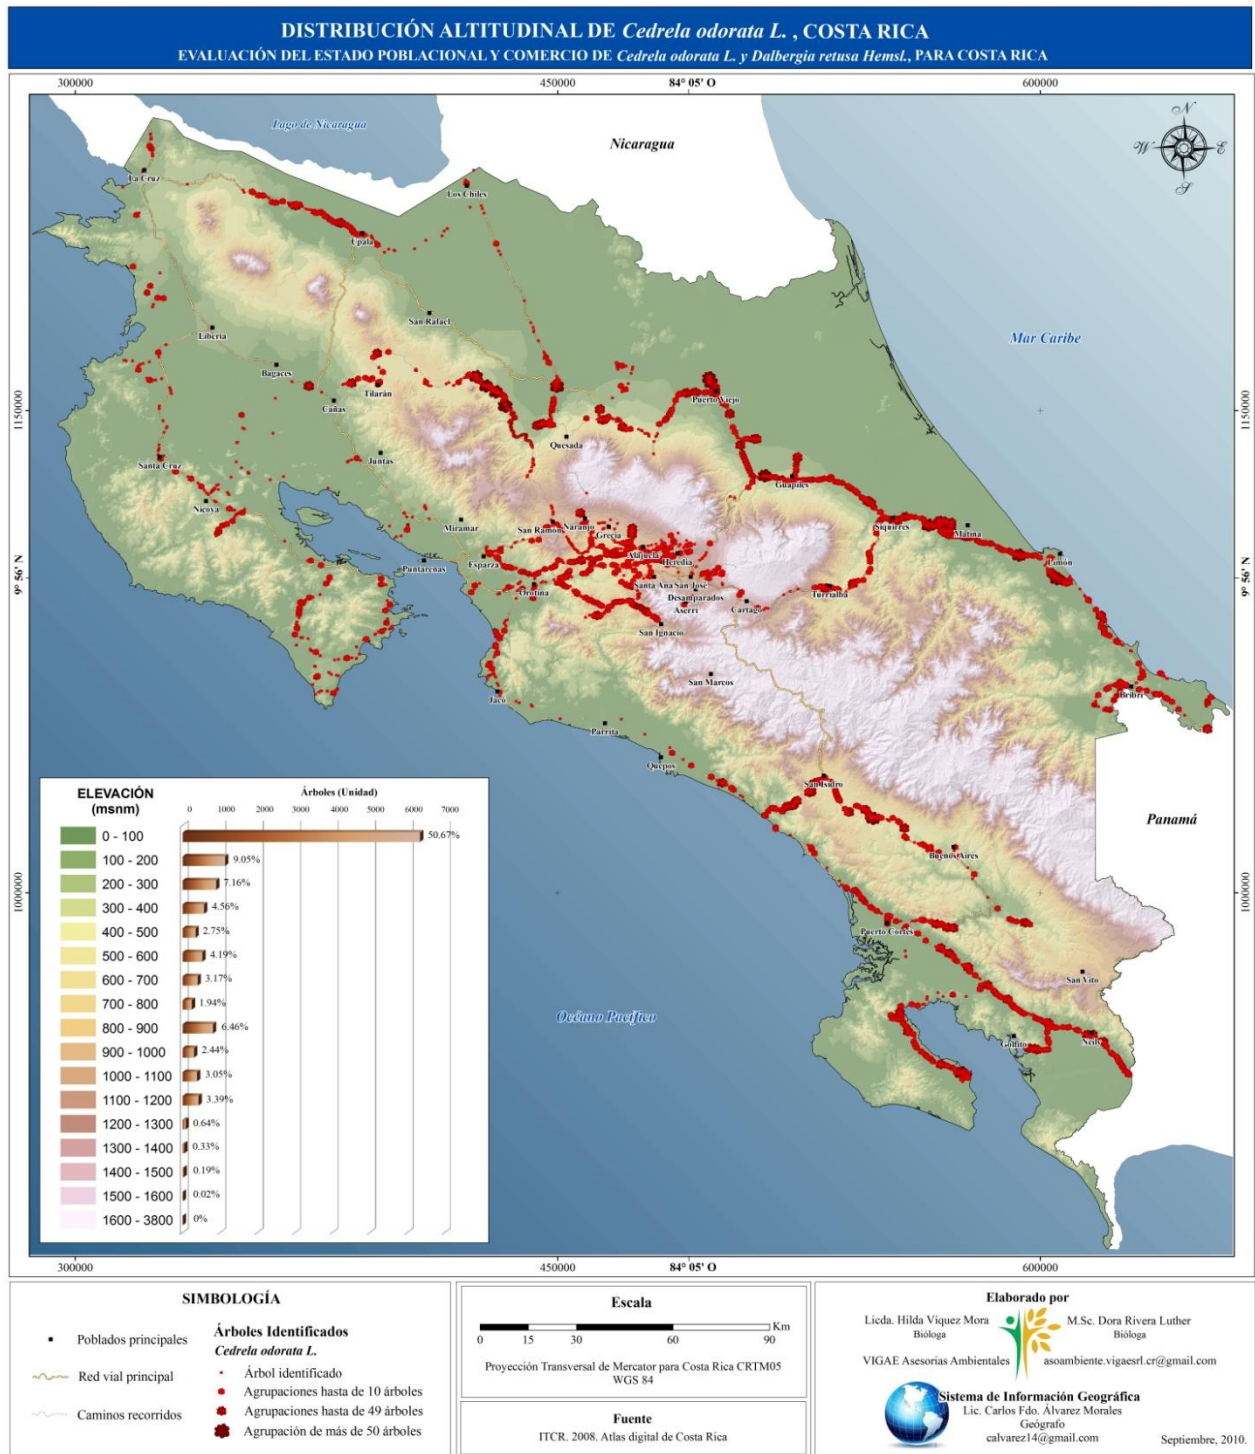 DISTRIBUCIÓN ALTITUDINAL DE Cedrela odorata L. , COSTA RICA
EVALUACIÓN DEL ESTADO POBLACIONAL Y COMERCIO DE Cedrela odorata L. y Dalbergia retusa Hemsl., PARA COSTA RICA
300000
450000
84° 05' O
600000
Lago de Nicaragua
Nicaragua
N
W
E
S
La Cruz
Los Chiles
Upala
San Rafael
Liberia
Mar Caribe
Bagaces
Tilarán
Cañas
Puerto Viejo
1150000
1150000
Quesada
Santa Cruz
Juntas
Guapiles
Nicoya
Miramar
San Ramón
Naranjo
Grecia
Siquirres
Matina
Puntarenas
Esparza
Alajuela
Heredia
Limón
9° 56' N
9° 56' N
Orotina
Santa Ana
San José
Desamparados
Aserrí
Cartago
Turrialba
San Ignacio
San Marcos
Jacó
Bribri
Parrita
Quepos
San Isidro
Panamá
Buenos Aires
1000000
1000000
Puerto Cortés
San Vito
Océano Pacífico
Golfito
Neily
ELEVACIÓN
(msnm)
Árboles (Unidad)
0 1000 2000 3000 4000 5000 6000 7000
0 - 100 50.67%
100 - 200 9.05%
200 - 300 7.16%
300 - 400 4.56%
400 - 500 2.75%
500 - 600 4.19%
600 - 700 3.17%
700 - 800 1.94%
800 - 900 6.46%
900 - 1000 2.44%
1000 - 1100 3.05%
1100 - 1200 3.39%
1200 - 1300 0.64%
1300 - 1400 0.33%
1400 - 1500 0.19%
1500 - 1600 0.02%
1600 - 3800 0%
300000
450000
84° 05' O
600000
SIMBOLOGÍA
Poblados principales
Red vial principal
Caminos recorridos
Árboles Identificados
Cedrela odorata L.
Árbol identificado
Agrupaciones hasta de 10 árboles
Agrupaciones hasta de 49 árboles
Agrupación de más de 50 árboles
Escala
Km
0 15 30 60 90
Proyección Transversal de Mercator para Costa Rica CRTM05
WGS 84
Fuente
ITCR. 2008. Atlas digital de Costa Rica
Elaborado por
Licda. Hilda Víquez Mora
Bióloga
M.Sc. Dora Rivera Luther
Bióloga
VIGAE Asesorías Ambientales
asoambiente.vigaesrl.cr@gmail.com
Sistema de Información Geográfica
Lic. Carlos Fdo. Álvarez Morales
Geógrafo
calvarez14@gmail.com
Septiembre, 2010.